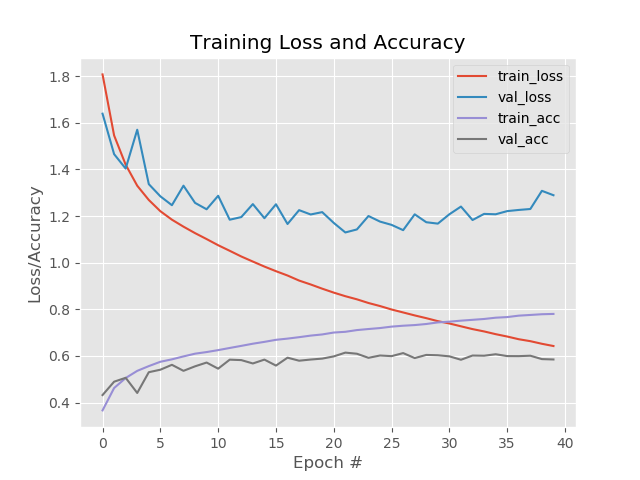 Training Loss and Accuracy
train_loss
val_loss
train_acc
val_acc
Loss/Accuracy
1.8
1.6
1.4
1.2
1.0
0.8
0.6
0.4
0 5 10 15 20 25 30 35 40
Epoch #